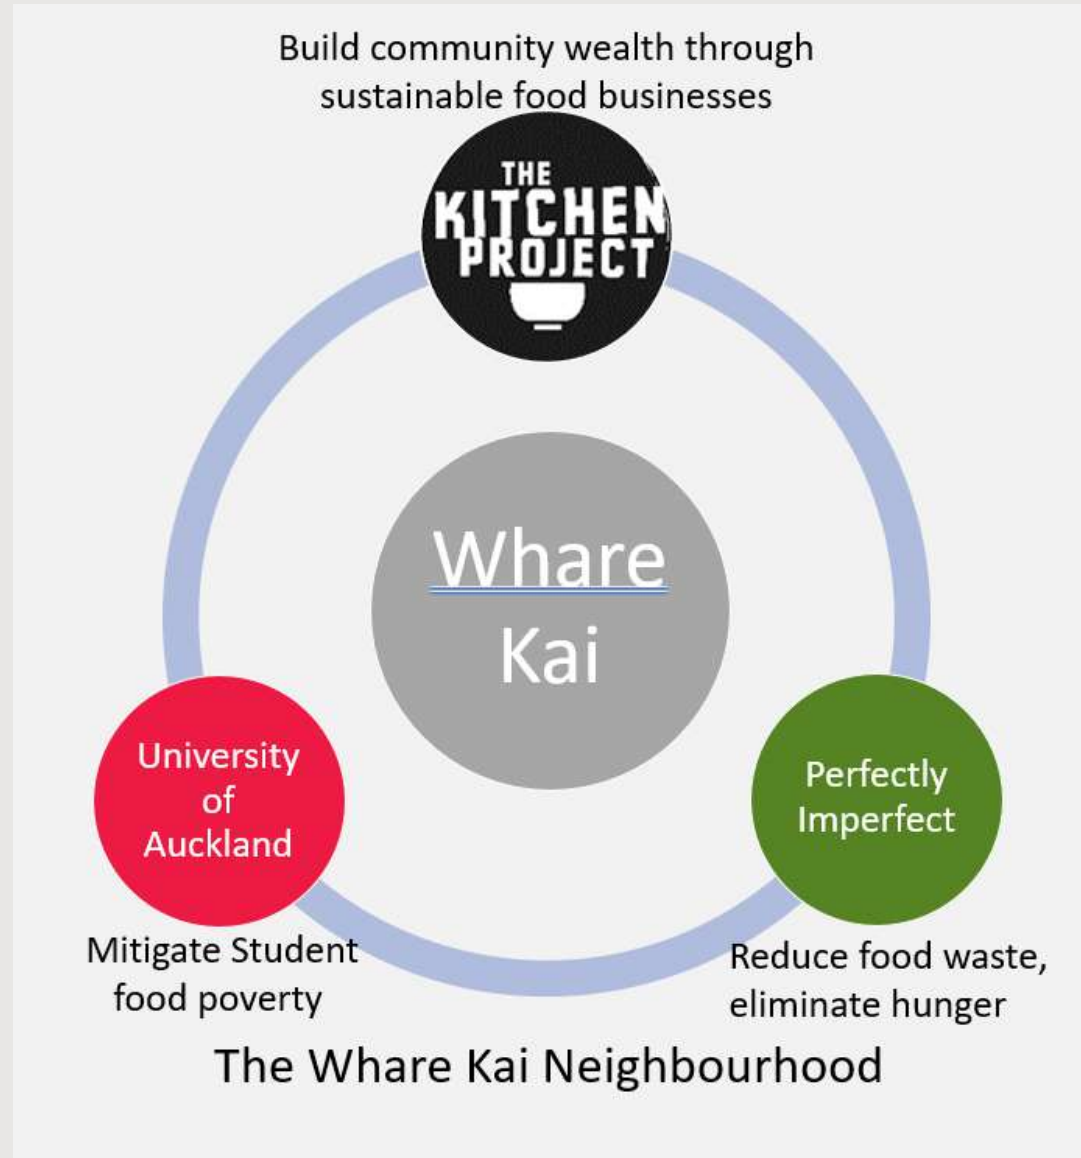 Build community wealth through
sustainable food businesses
THE
KITCHEN
PROJECT
Whare
Kai
University
of
Auckland
Mitigate Student
food poverty
Perfectly
Imperfect
Reduce food waste,
eliminate hunger
The Whare Kai Neighbourhood